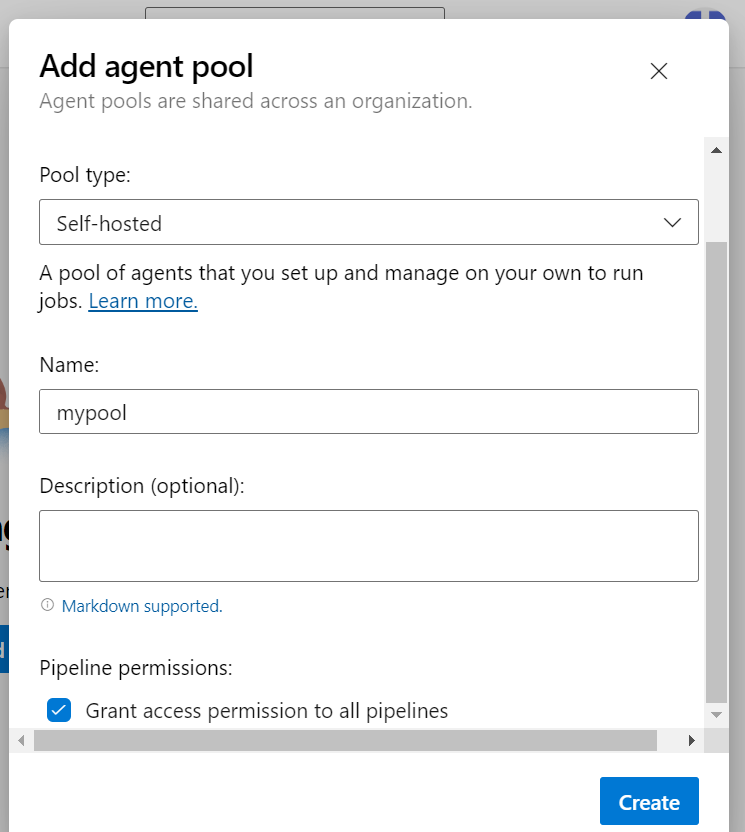 Add agent pool
Agent pools are shared across an organization.
Pool type:
Self-hosted
A pool of agents that you set up and manage on your own to run
jobs. Learn more.
Name:
mypool
Description (optional):
Markdown supported.
Pipeline permissions:
Grant access permission to all pipelines
Create